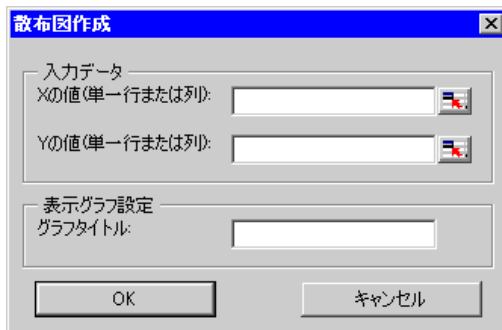 散布図作成
入力データ
Xの値(単一行または列):
Yの値(単一行または列):
表示グラフ設定
グラフタイトル:
OK
キャンセル